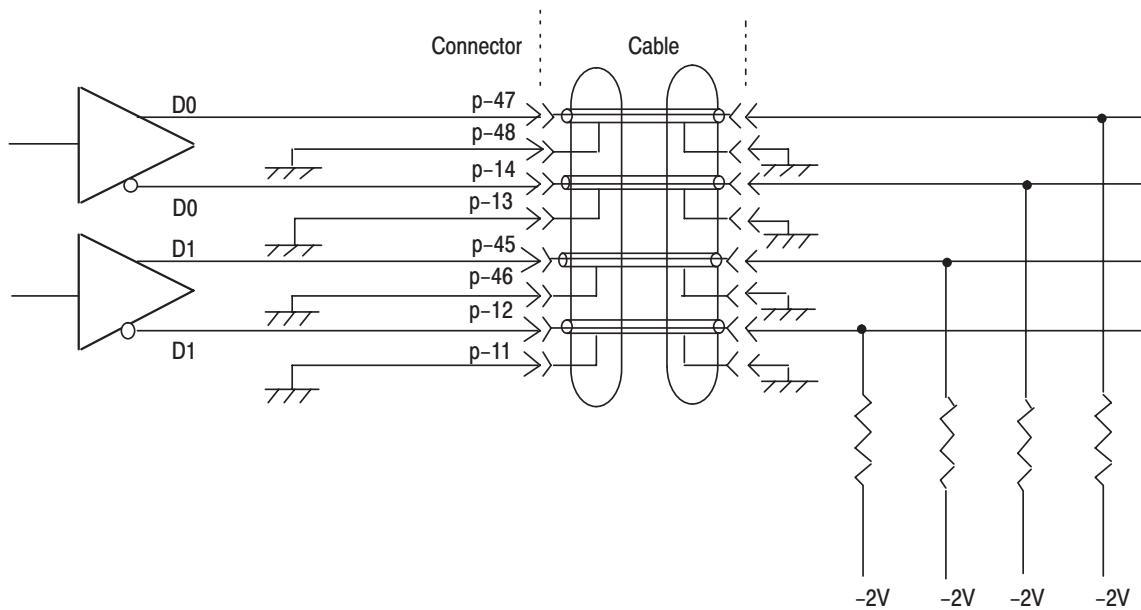 Connector
Cable
D0
p–47
p–48
p–14
D0
p–13
D1
p–45
p–46
p–12
D1
p–11
–2V
–2V
–2V
–2V